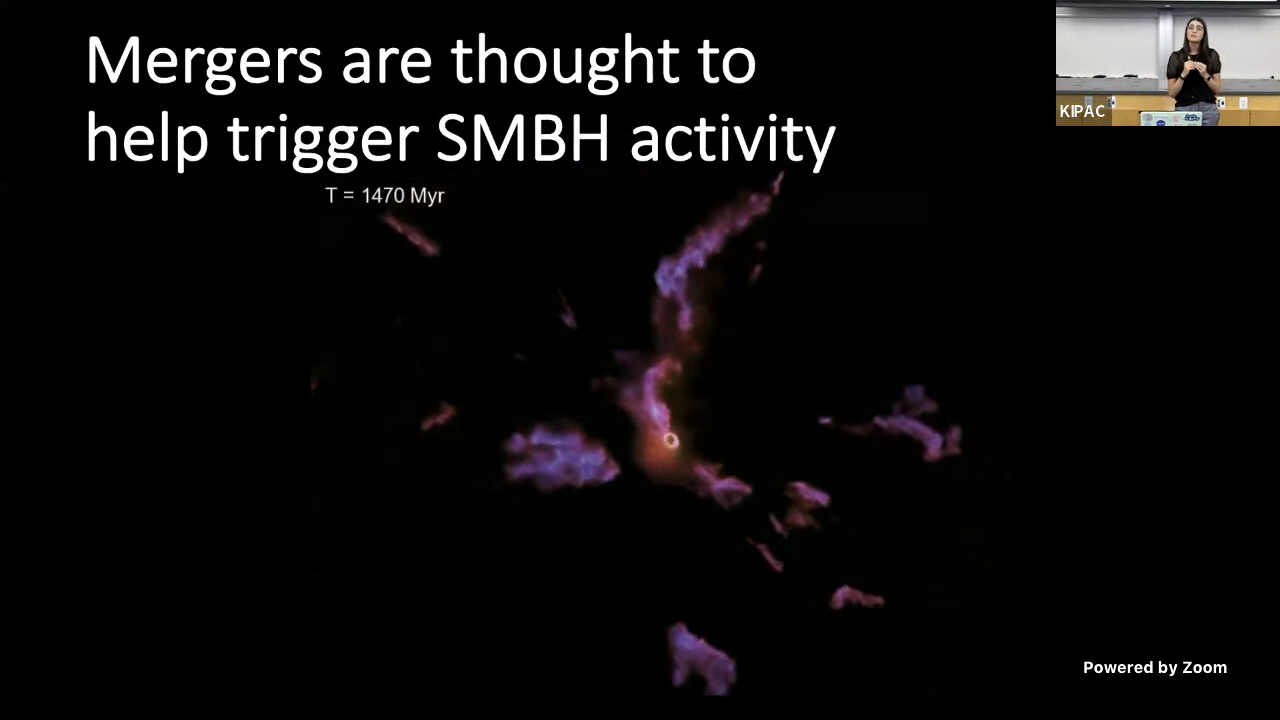 Mergers are thought to
help trigger SMBH activity
T = 1470 Myr
KIPAC
Powered by Zoom